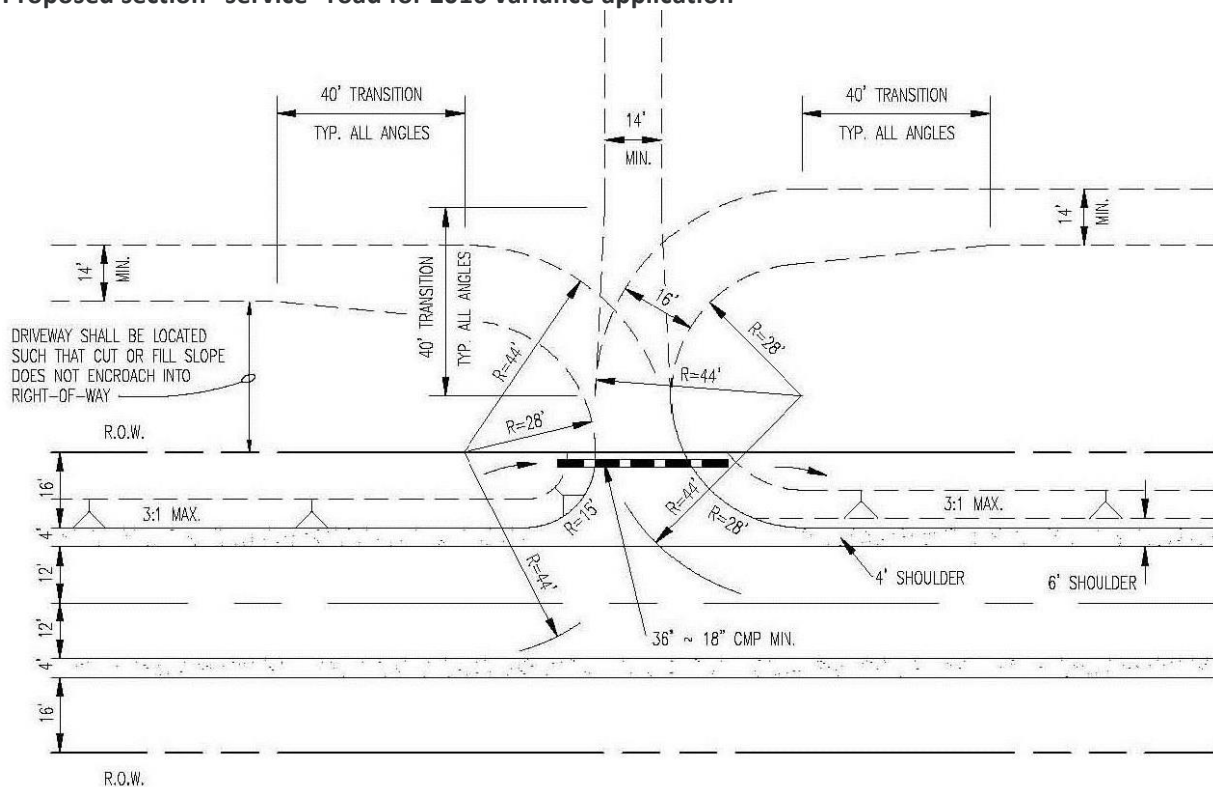 Proposed section "service" road for 2016 variance application
40' TRANSITION
TYP. ALL ANGLES
14'
MIN.
40' TRANSITION
TYP. ALL ANGLES
14'
MIN.
14'
MIN.
40' TRANSITION
TYP. ALL ANGLES
16'
R=28'
R=44'
R=44'
R=28'
DRIVEWAY SHALL BE LOCATED
SUCH THAT CUT OR FILL SLOPE
DOES NOT ENCROACH INTO
RIGHT-OF-WAY
R.O.W.
16'
3:1 MAX.
R=15'
R=44'
R=28'
3:1 MAX.
4'
12'
R=44'
4' SHOULDER
6' SHOULDER
12'
36" ~ 18" CMP MIN.
4'
16'
R.O.W.